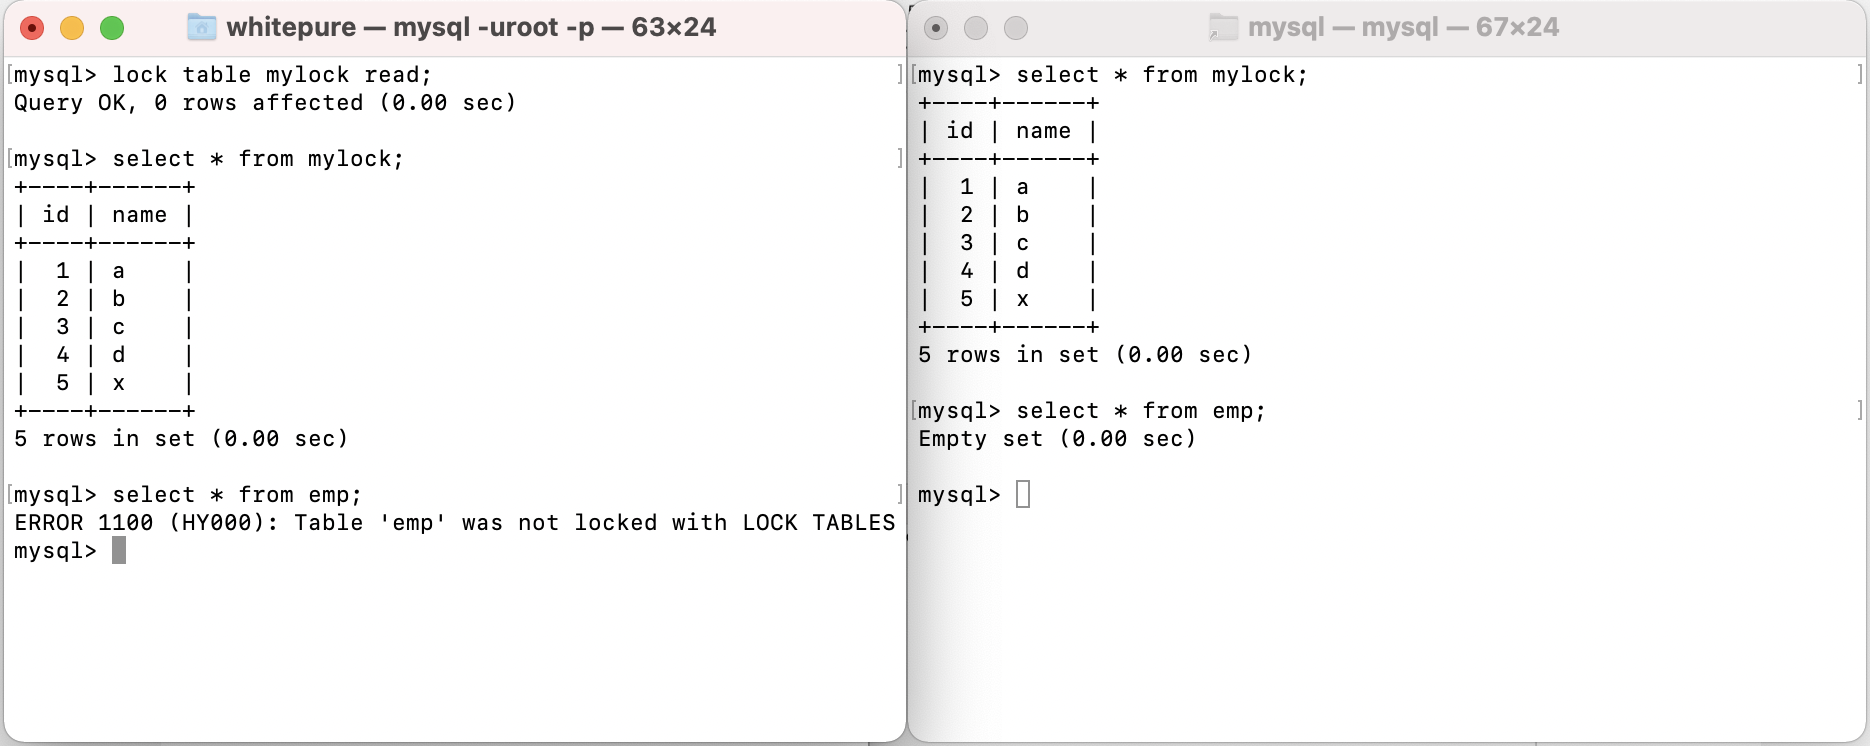 whitepure — mysql -uroot -p — 63×24
[mysql> lock table mylock read; ]
Query OK, 0 rows affected (0.00 sec)
[mysql> select * from mylock; ]
+----+------+
| id | name |
+----+------+
|  1 | a    |
|  2 | b    |
|  3 | c    |
|  4 | d    |
|  5 | x    |
+----+------+
5 rows in set (0.00 sec)
[mysql> select * from emp; ]
ERROR 1100 (HY000): Table 'emp' was not locked with LOCK TABLES
mysql>
mysql — mysql — 67×24
[mysql> select * from mylock; ]
+----+------+
| id | name |
+----+------+
|  1 | a    |
|  2 | b    |
|  3 | c    |
|  4 | d    |
|  5 | x    |
+----+------+
5 rows in set (0.00 sec)
[mysql> select * from emp; ]
Empty set (0.00 sec)
mysql>